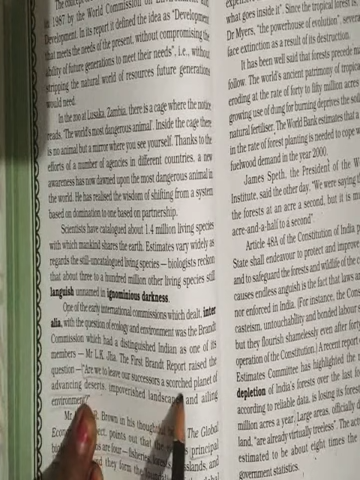 in 1987 by the World Commission on
Development. In its report it defined the idea as "Development
that meets the needs of the present, without compromising the
ability of future generations to meet their needs", i.e., without
stripping the natural world of resources future generations
would need.
In the zoo at Lusaka, Zambia, there is a cage where the notice
reads, 'The world's most dangerous animal'. Inside the cage there
is no animal but a mirror where you see yourself. Thanks to the
efforts of a number of agencies in different countries, a new
awareness has now dawned upon the most dangerous animal in
the world. He has realised the wisdom of shifting from a system
based on domination to one based on partnership.
Scientists have catalogued about 1.4 million living species
with which mankind shares the earth. Estimates vary widely as
regards the still-uncatalogued living species — biologists reckon
that about three to a hundred million other living species still
languish unnamed in ignominious darkness.
One of the early international commissions which dealt, inter
alia, with the question of ecology and environment was the Brandt
Commission which had a distinguished Indian as one of its
members — Mr L.K. Jha. The First Brandt Report raised the
question — "Are we to leave our successors a scorched planet of
advancing deserts, impoverished landscapes and ailing
environment?"
Mr Brown in his thoughtful The Global
points out that the principal
are four — fisheries, lands, and
they form the
what goes inside it". Since the tropical
Dr Myers, "the powerhouse of evolution",
face extinction as a result of its destruction.
It has been well said that forests precede
follow. The world's ancient patrimony of tropical
eroding at the rate of forty to fifty million acres
growing use of dung for burning deprives the soil
natural fertiliser. The World Bank estimates that a
in the rate of forest planting is needed to cope
fuelwood demand in the year 2000.
James Speth, the President of the
Institute, said the other day, "We were saying
the forests at an acre a second, but it is
acre-and-a-half to a second".
Article 48A of the Constitution of India
State shall endeavour to protect and improve
and to safeguard the forests and wildlife of the
causes endless anguish is the fact that laws
nor enforced in India. (For instance, the
casteism, untouchability and bonded labour
but they flourish shamelessly even after
operation of the Constitution.) A recent report
Estimates Committee has highlighted the
depletion of India's forests over the last
according to reliable data, is losing its forests
million acres a year. Large areas, officially
land, "are already virtually treeless". The
estimated to be about eight times the
government statistics.